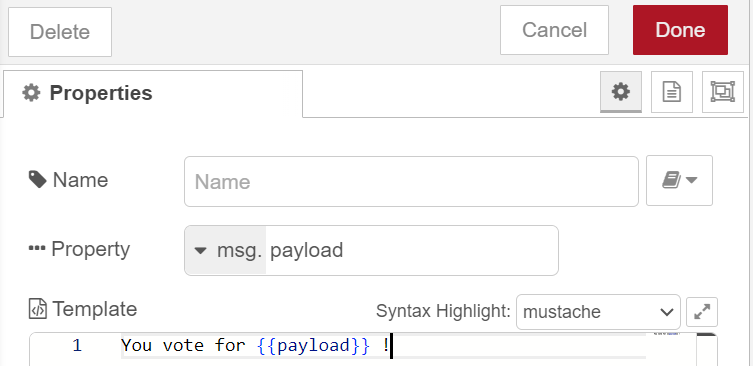 Delete Cancel Done
Properties
Name Name
Property msg. payload
Template Syntax Highlight: mustache
1 You vote for {{payload}} !